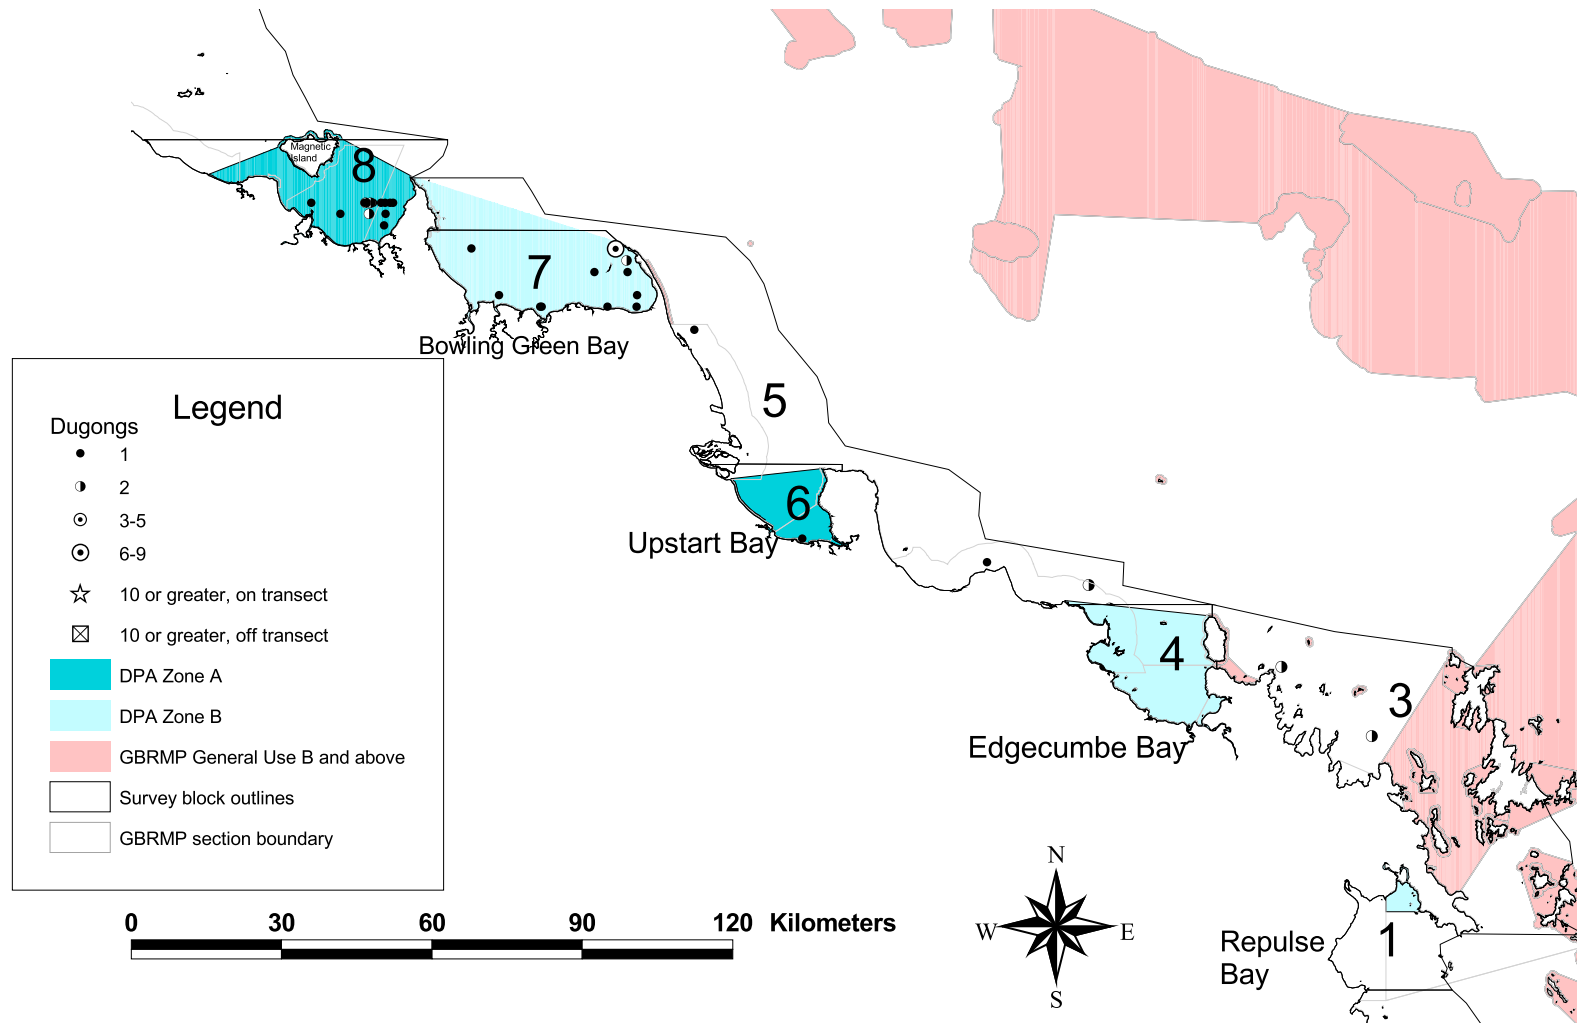 Magnetic
Island
8
7
Bowling Green Bay
5
6
Upstart Bay
4
Edgecumbe Bay
3
1
Repulse
Bay
Legend
Dugongs
1
2
3-5
6-9
10 or greater, on transect
10 or greater, off transect
DPA Zone A
DPA Zone B
GBRMP General Use B and above
Survey block outlines
GBRMP section boundary
0 30 60 90 120 Kilometers
N
W E
S